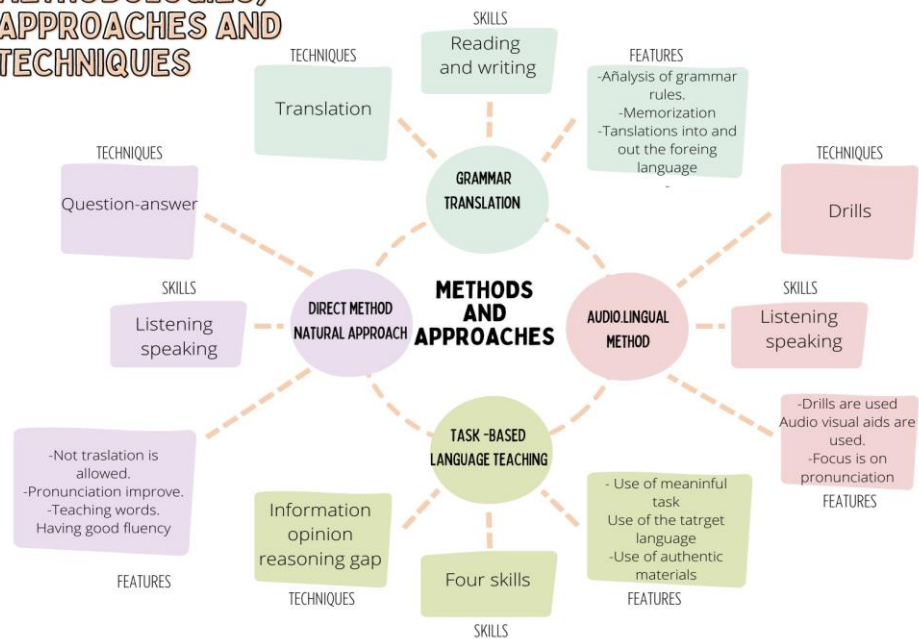 METHODOLOGIES,
APPROACHES AND
TECHNIQUES
SKILLS
Reading
and writing
TECHNIQUES
Translation
FEATURES
-Añalysis of grammar
rules.
-Memorization
-Tanslations into and
out the foreing
language
-
GRAMMAR
TRANSLATION
TECHNIQUES
Question-answer
SKILLS
Listening
speaking
DIRECT METHOD
NATURAL APPROACH
-Not traslation is
allowed.
-Pronunciation improve.
-Teaching words.
Having good fluency
FEATURES
METHODS
AND
APPROACHES
AUDIO.LINGUAL
METHOD
TECHNIQUES
Drills
SKILLS
Listening
speaking
-Drills are used
Audio visual aids are
used.
-Focus is on
pronunciation
FEATURES
TASK -BASED
LANGUAGE TEACHING
Information
opinion
reasoning gap
TECHNIQUES
Four skills
SKILLS
- Use of meaninful
task
Use of the tatrget
language
-Use of authentic
materials
FEATURES